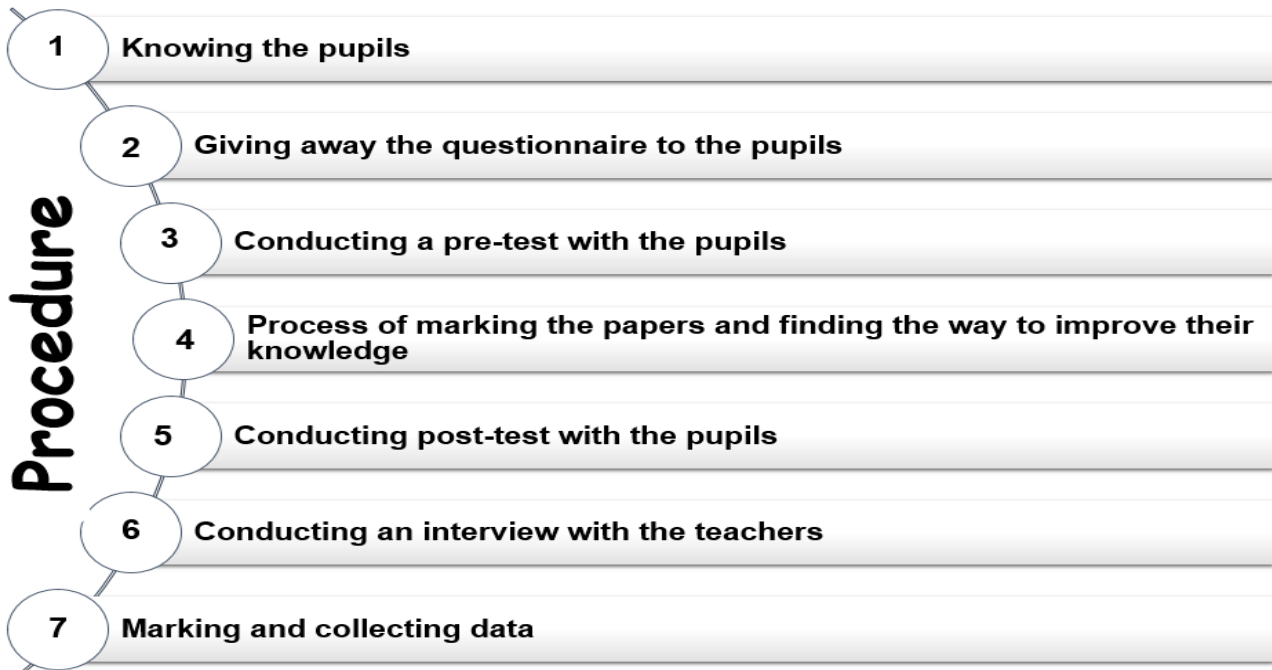 Procedure
1
Knowing the pupils
2
Giving away the questionnaire to the pupils
3
Conducting a pre-test with the pupils
4
Process of marking the papers and finding the way to improve their
knowledge
5
Conducting post-test with the pupils
6
Conducting an interview with the teachers
7
Marking and collecting data